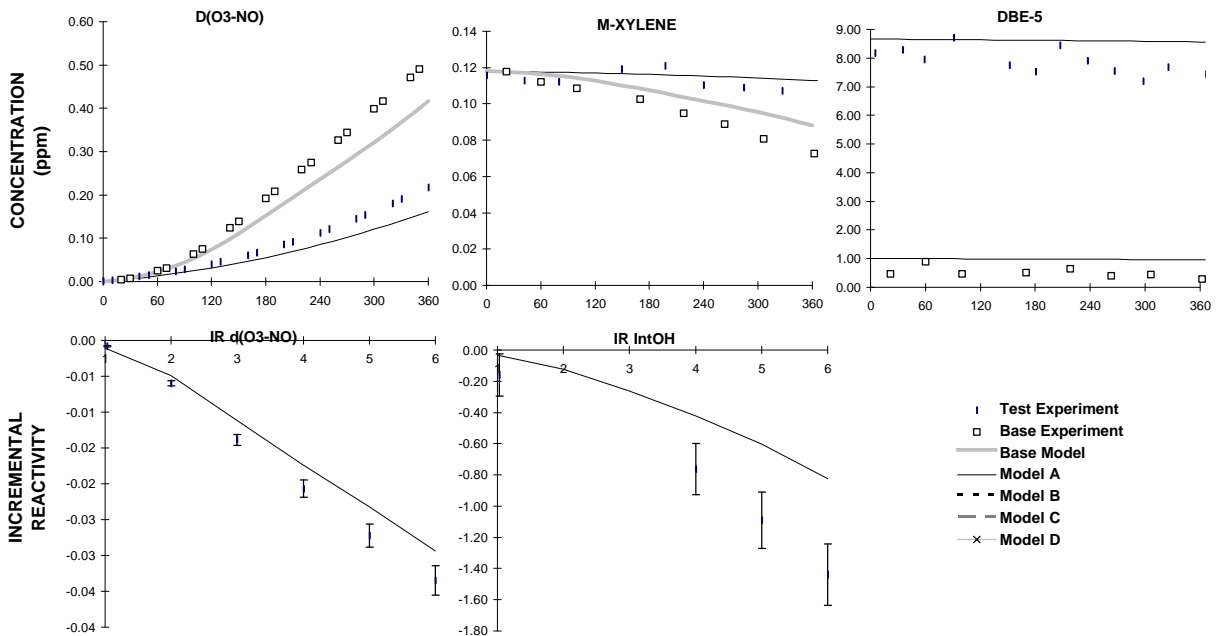 D(O3-NO)
0.60
0.50
0.40
0.30
0.20
0.10
0.00
0 60 120 180 240 300 360
M-XYLENE
0.14
0.12
0.10
0.08
0.06
0.04
0.02
0.00
0 60 120 180 240 300 360
DBE-5
9.00
8.00
7.00
6.00
5.00
4.00
3.00
2.00
1.00
0.00
0 60 120 180 240 300 360
CONCENTRATION
(ppm)
IR d(O3-NO)
0.00
-0.01
-0.01
-0.02
-0.02
-0.03
-0.03
-0.04
-0.04
1 2 3 4 5 6
IR IntOH
0.00
-0.20
-0.40
-0.60
-0.80
-1.00
-1.20
-1.40
-1.60
-1.80
1 2 3 4 5 6
INCREMENTAL
REACTIVITY
Test Experiment
Base Experiment
Base Model
Model A
Model B
Model C
Model D